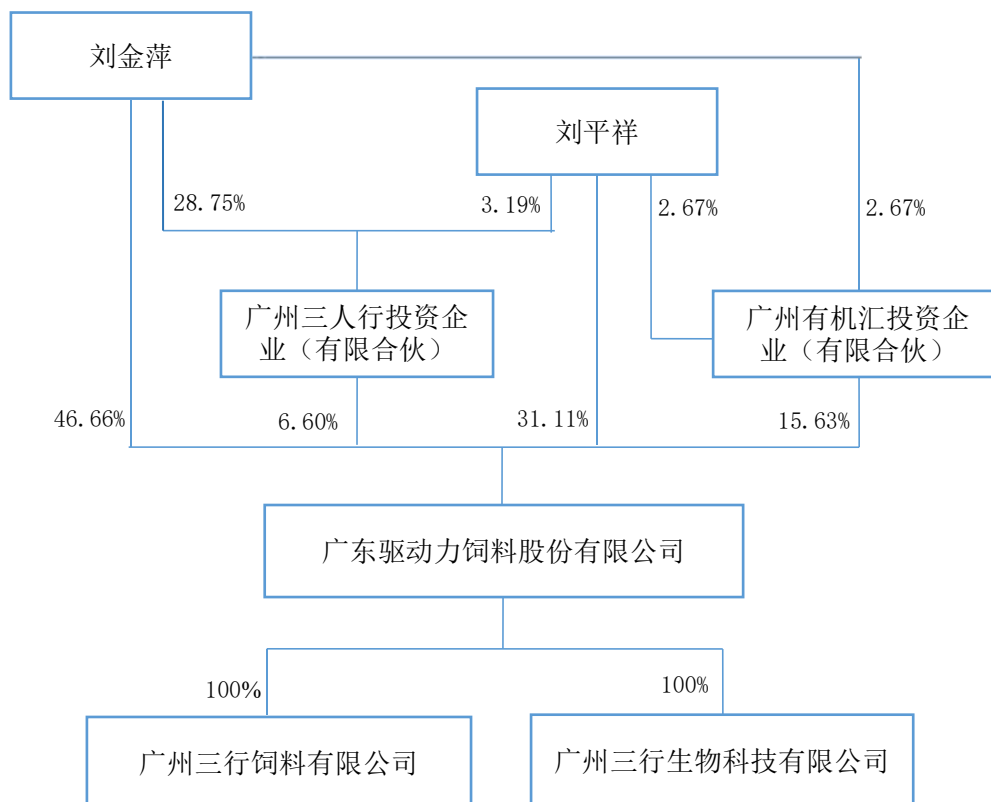 刘金萍
刘平祥
28.75%
3.19%
2.67%
2.67%
广州三人行投资企
业（有限合伙）
广州有机汇投资企
业（有限合伙）
46.66%
6.60%
31.11%
15.63%
广东驱动力饲料股份有限公司
100%
100%
广州三行饲料有限公司
广州三行生物科技有限公司